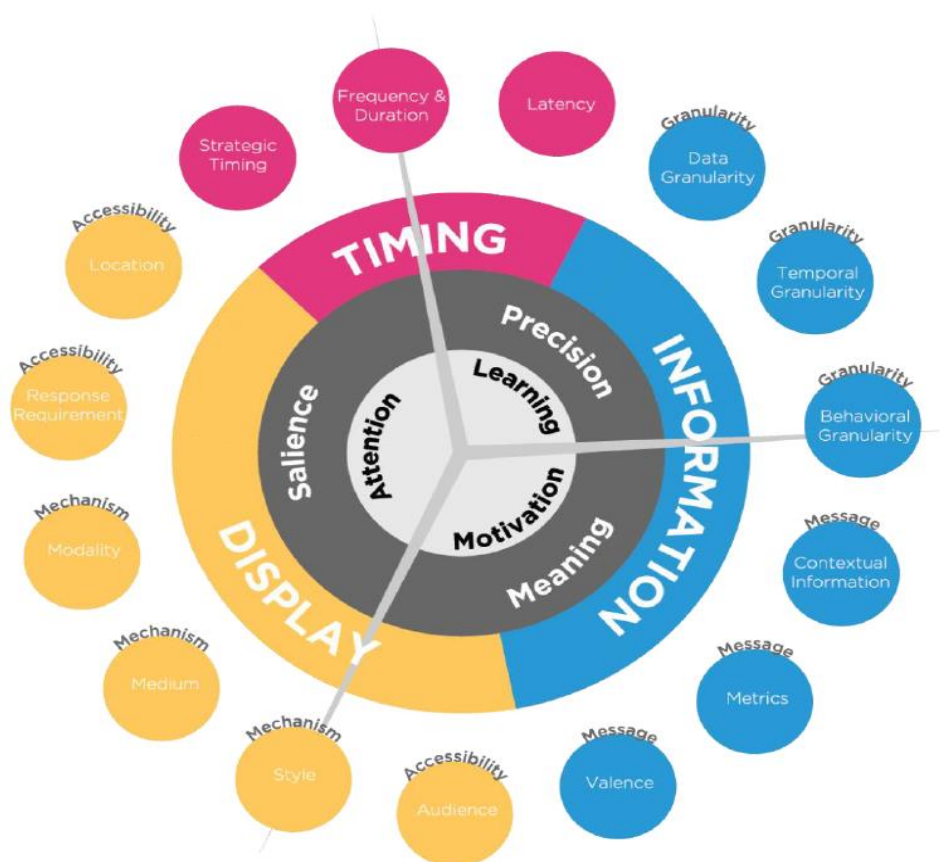 Frequency &
Duration
Latency
Granularity
Data
Granularity
Granularity
Temporal
Granularity
Granularity
Behavioral
Granularity
Message
Contextual
Information
Message
Metrics
Message
Valence
Accessibility
Audience
Mechanism
Style
Mechanism
Medium
Mechanism
Modality
Accessibility
Response
Requirement
Accessibility
Location
Strategic
Timing
TIMING
INFORMATION
DISPLAY
Precision
Meaning
Salience
Learning
Motivation
Attention